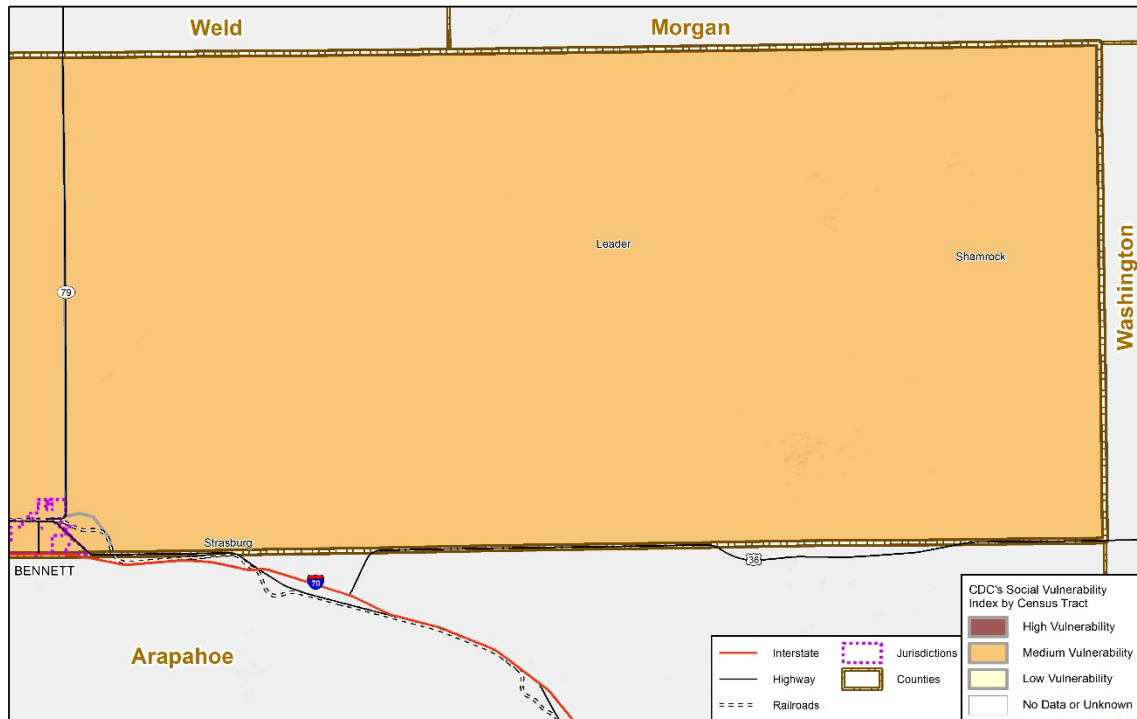 Weld
Morgan
Leader
Shamrock
Washington
79
Strasburg
36
BENNETT
70
Arapahoe
CDC's Social Vulnerability
Index by Census Tract
High Vulnerability
Medium Vulnerability
Low Vulnerability
No Data or Unknown
Interstate
Jurisdictions
Highway
Counties
Railroads